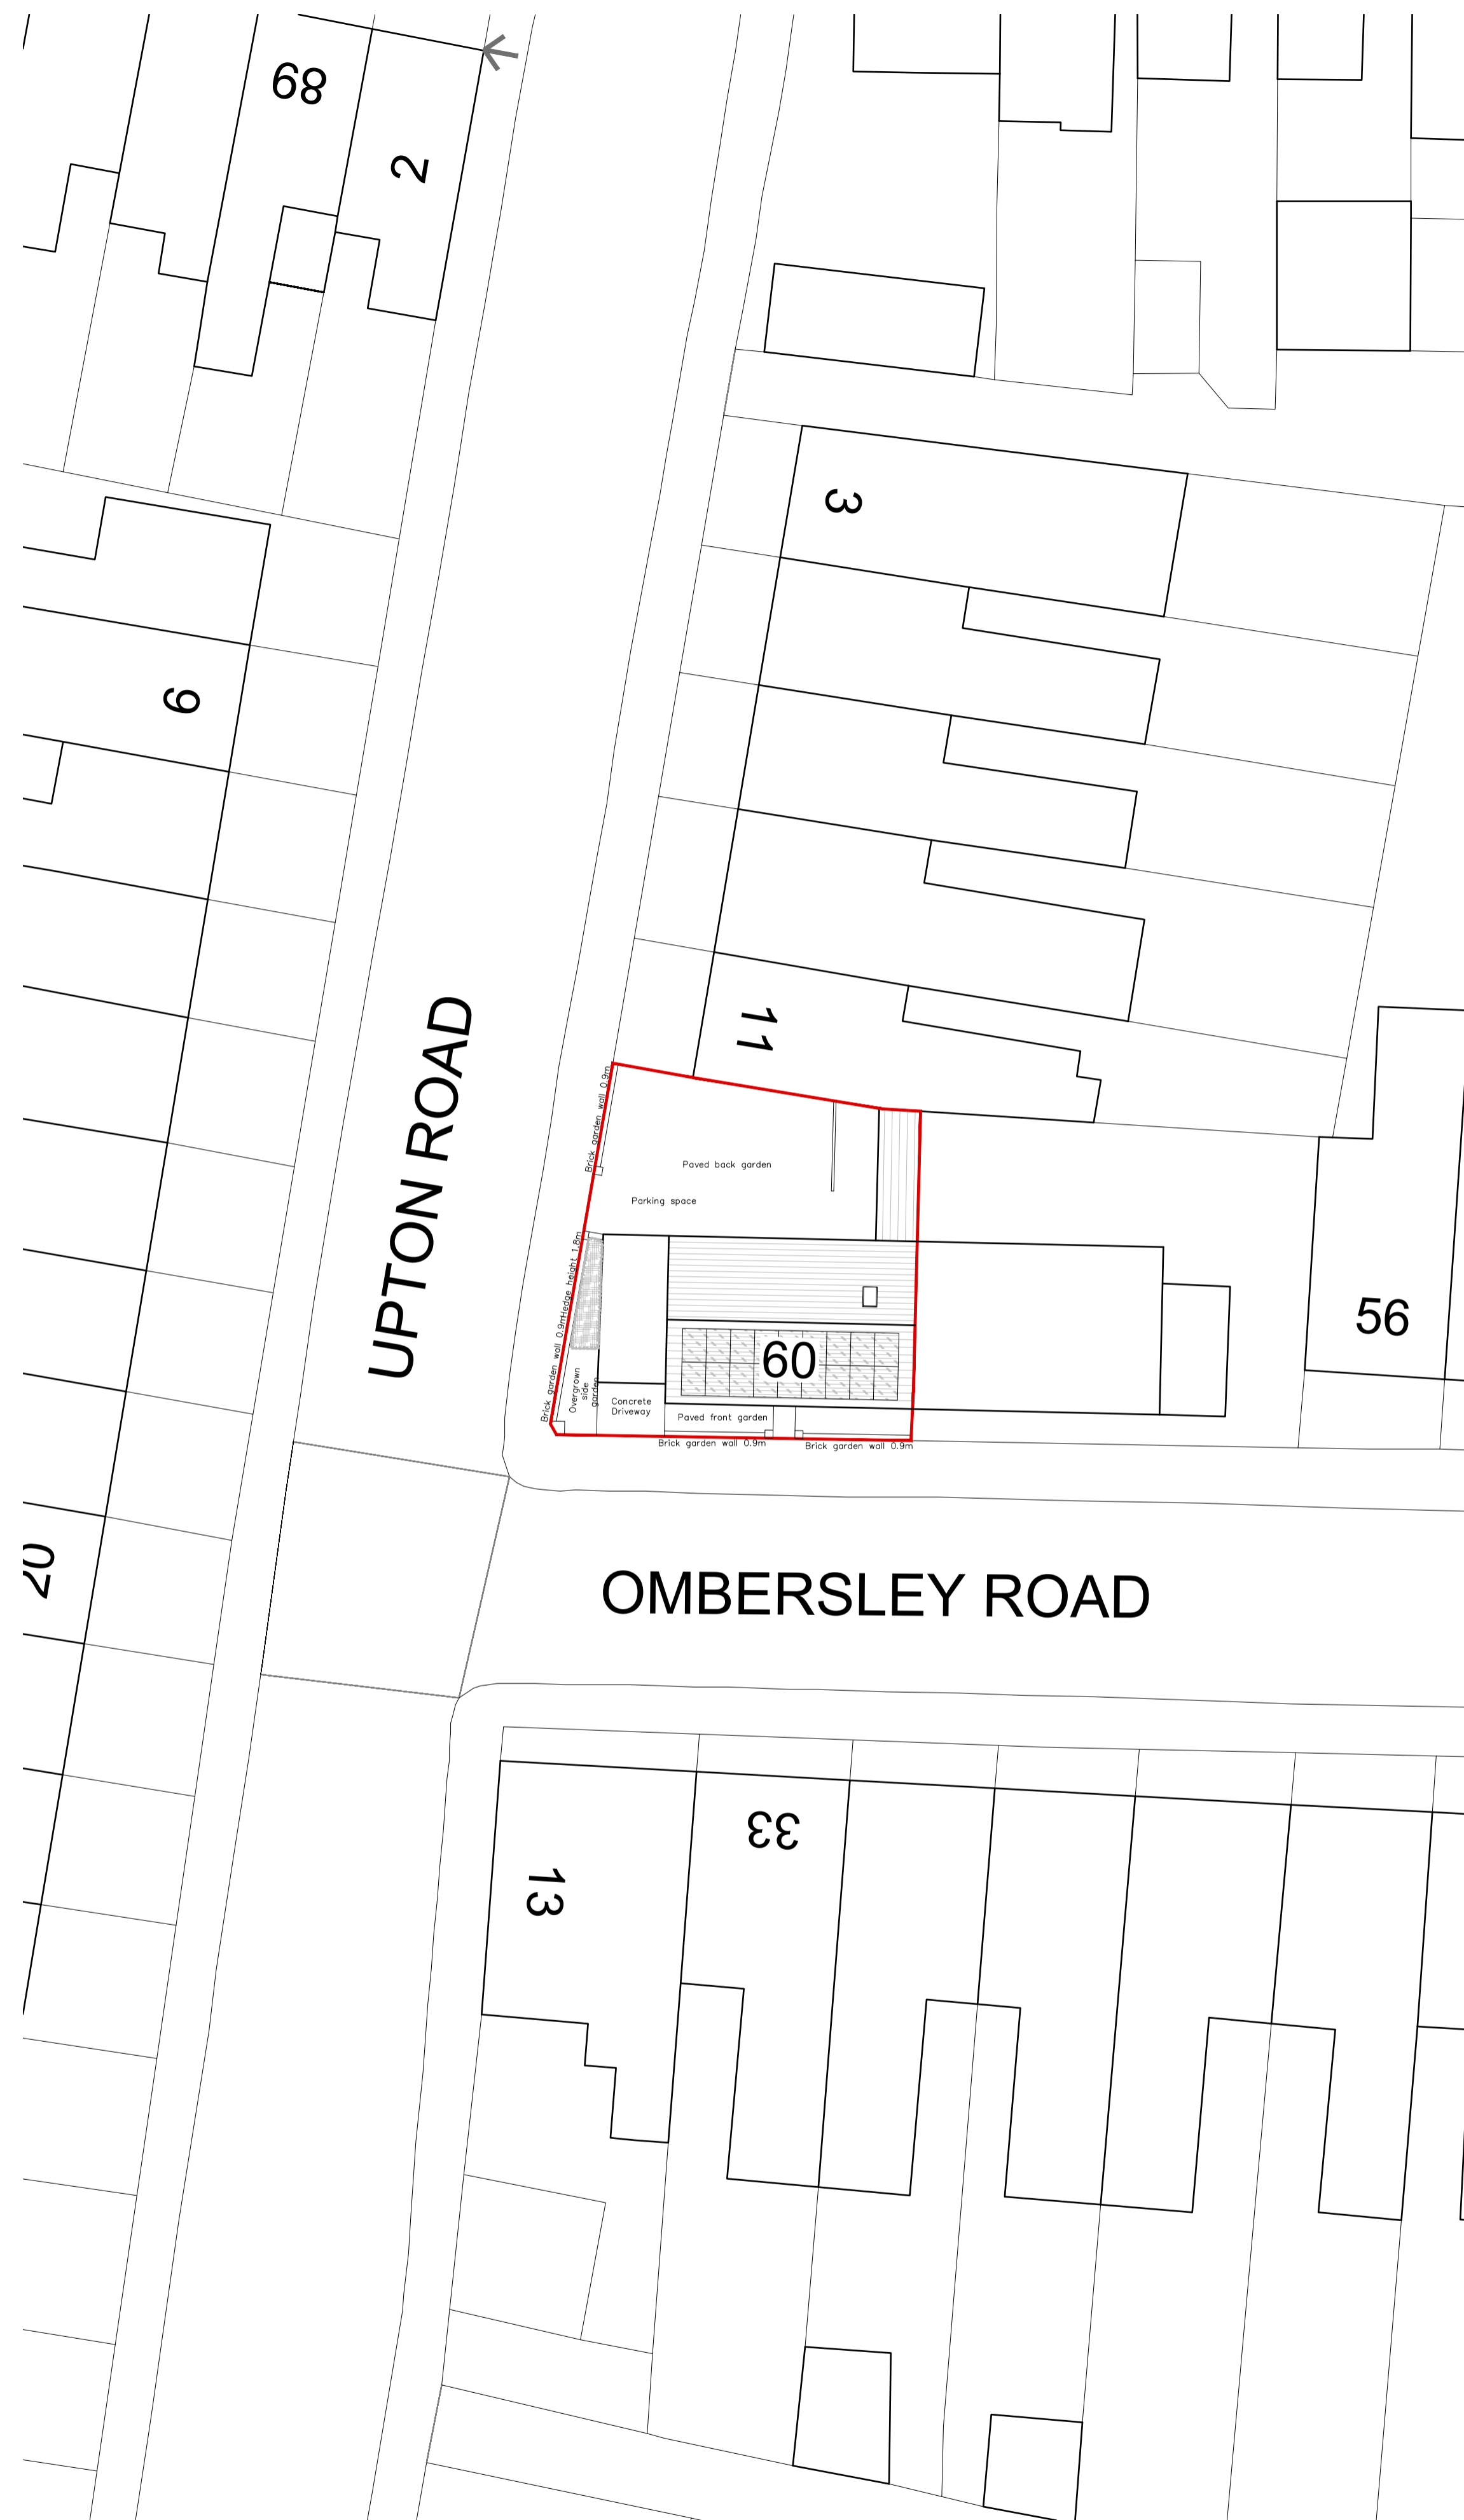 68
2
3
9
11
Brick garden wall 0.9m
Paved back garden
Parking space
UPTON ROAD
Hedge height 1.8m
56
60
Brick garden wall 0.9m
Overgrown
side
garden
Concrete
Driveway
Paved front garden
Brick garden wall 0.9m
Brick garden wall 0.9m
20
OMBERSLEY ROAD
33
13